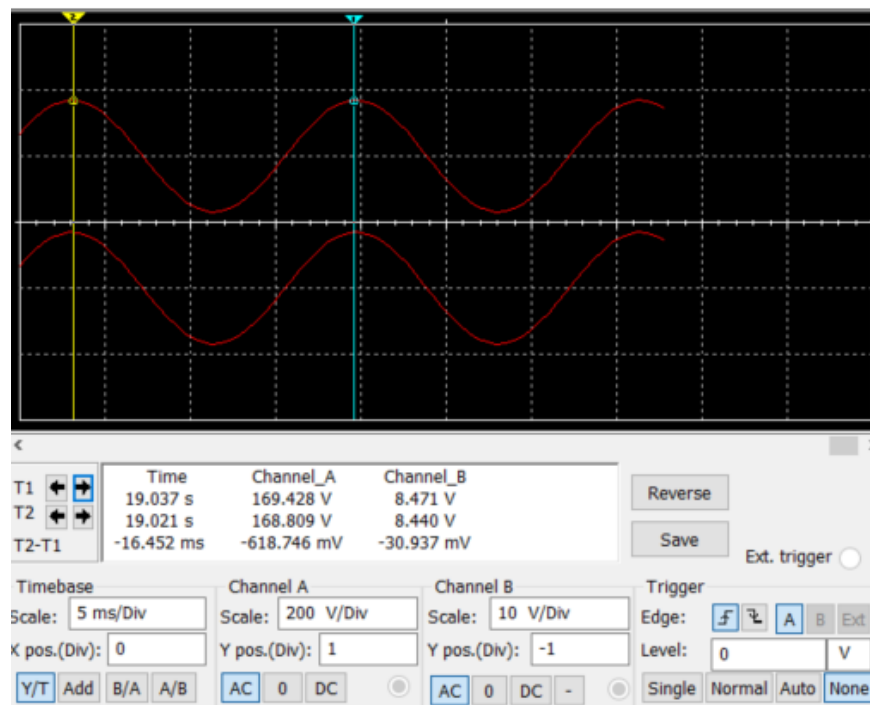 2 1
Time Channel_A Channel_B
T1 19.037 s 169.428 V 8.471 V
T2 19.021 s 168.809 V 8.440 V
T2-T1 -16.452 ms -618.746 mV -30.937 mV
Reverse
Save
Ext. trigger
Timebase
Scale: 5 ms/Div
X pos.(Div): 0
Y/T Add B/A A/B
Channel A
Scale: 200 V/Div
Y pos.(Div): 1
AC 0 DC
Channel B
Scale: 10 V/Div
Y pos.(Div): -1
AC 0 DC -
Trigger
Edge: A B Ext
Level: 0 V
Single Normal Auto None